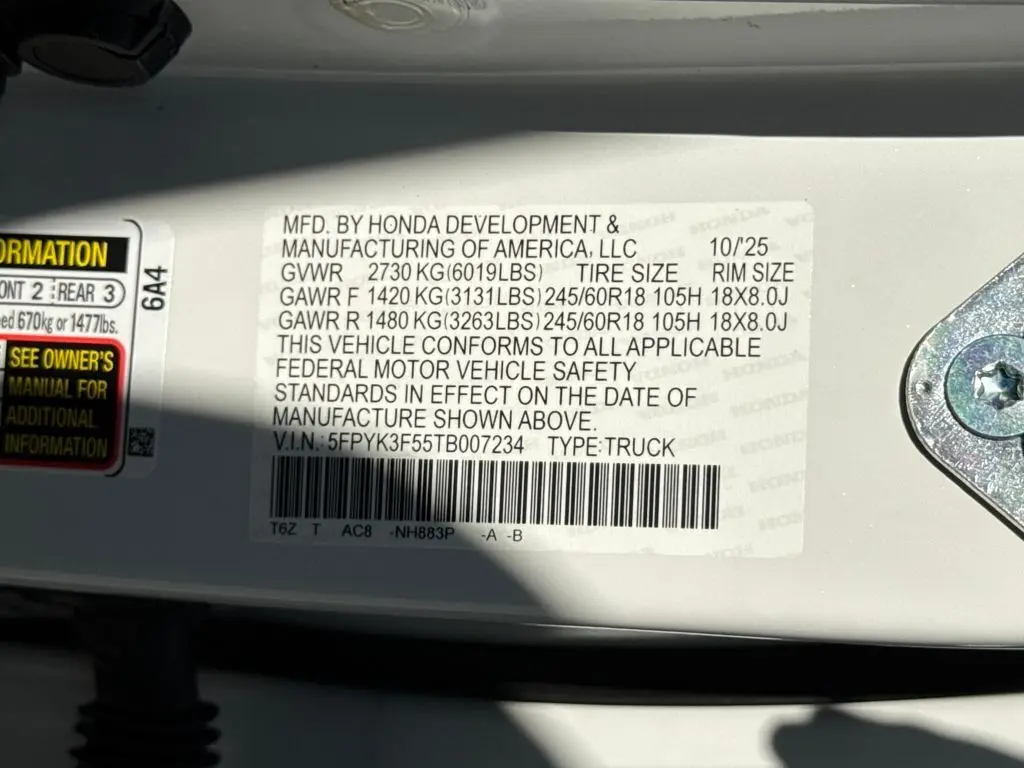 ORMATION
ONT 2 REAR 3
ed 670kg or 1477lbs.
SEE OWNER'S
MANUAL FOR
ADDITIONAL
INFORMATION
6A4
MFD. BY HONDA DEVELOPMENT &
MANUFACTURING OF AMERICA, LLC 10/'25
GVWR 2730 KG(6019LBS) TIRE SIZE RIM SIZE
GAWR F 1420 KG(3131LBS) 245/60R18 105H 18X8.0J
GAWR R 1480 KG(3263LBS) 245/60R18 105H 18X8.0J
THIS VEHICLE CONFORMS TO ALL APPLICABLE
FEDERAL MOTOR VEHICLE SAFETY
STANDARDS IN EFFECT ON THE DATE OF
MANUFACTURE SHOWN ABOVE.
V.I.N.: 5FPYK3F55TB007234 TYPE:TRUCK
T6Z T AC8 -NH883P -A -B